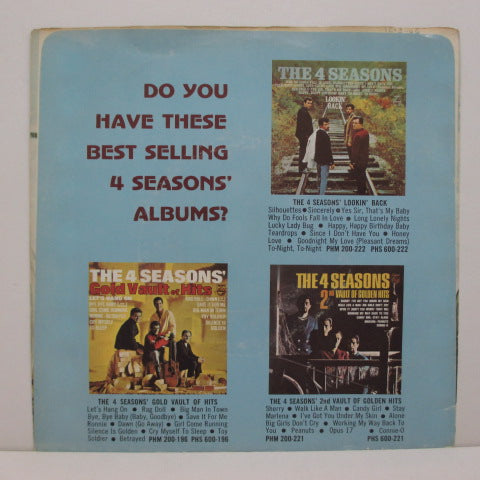 DO YOU
HAVE THESE
BEST SELLING
4 SEASONS'
ALBUMS?
THE 4 SEASONS
LOOKIN' BACK
THE 4 SEASONS' LOOKIN' BACK
Silhouettes • Sincerely • Yes Sir, That's My Baby
Why Do Fools Fall In Love • Long Lonely Nights
Lucky Lady Bug • Happy, Happy Birthday Baby
Teardrops • Since I Don't Have You • Honey
Love • Goodnight My Love (Pleasant Dreams)
To-Night, To-Night PHM 200-222 PHS 600-222
THE 4 SEASONS'
Gold Vault of Hits
LET'S HANG ON
THE 4 SEASONS' GOLD VAULT OF HITS
Let's Hang On • Rag Doll • Big Man In Town
Bye, Bye Baby (Baby, Goodbye) • Save It For Me
Ronnie • Dawn (Go Away) • Girl Come Running
Silence Is Golden • Cry Myself To Sleep • Toy
Soldier • Betrayed PHM 200-196 PHS 600-196
THE 4 SEASONS
2nd VAULT OF GOLDEN HITS
THE 4 SEASONS' 2nd VAULT OF GOLDEN HITS
Sherry • Walk Like A Man • Candy Girl • Stay
Marlena • I've Got You Under My Skin • Alone
Big Girls Don't Cry • Working My Way Back To
You • Peanuts • Opus 17 • Connie-O
PHM 200-221 PHS 600-221